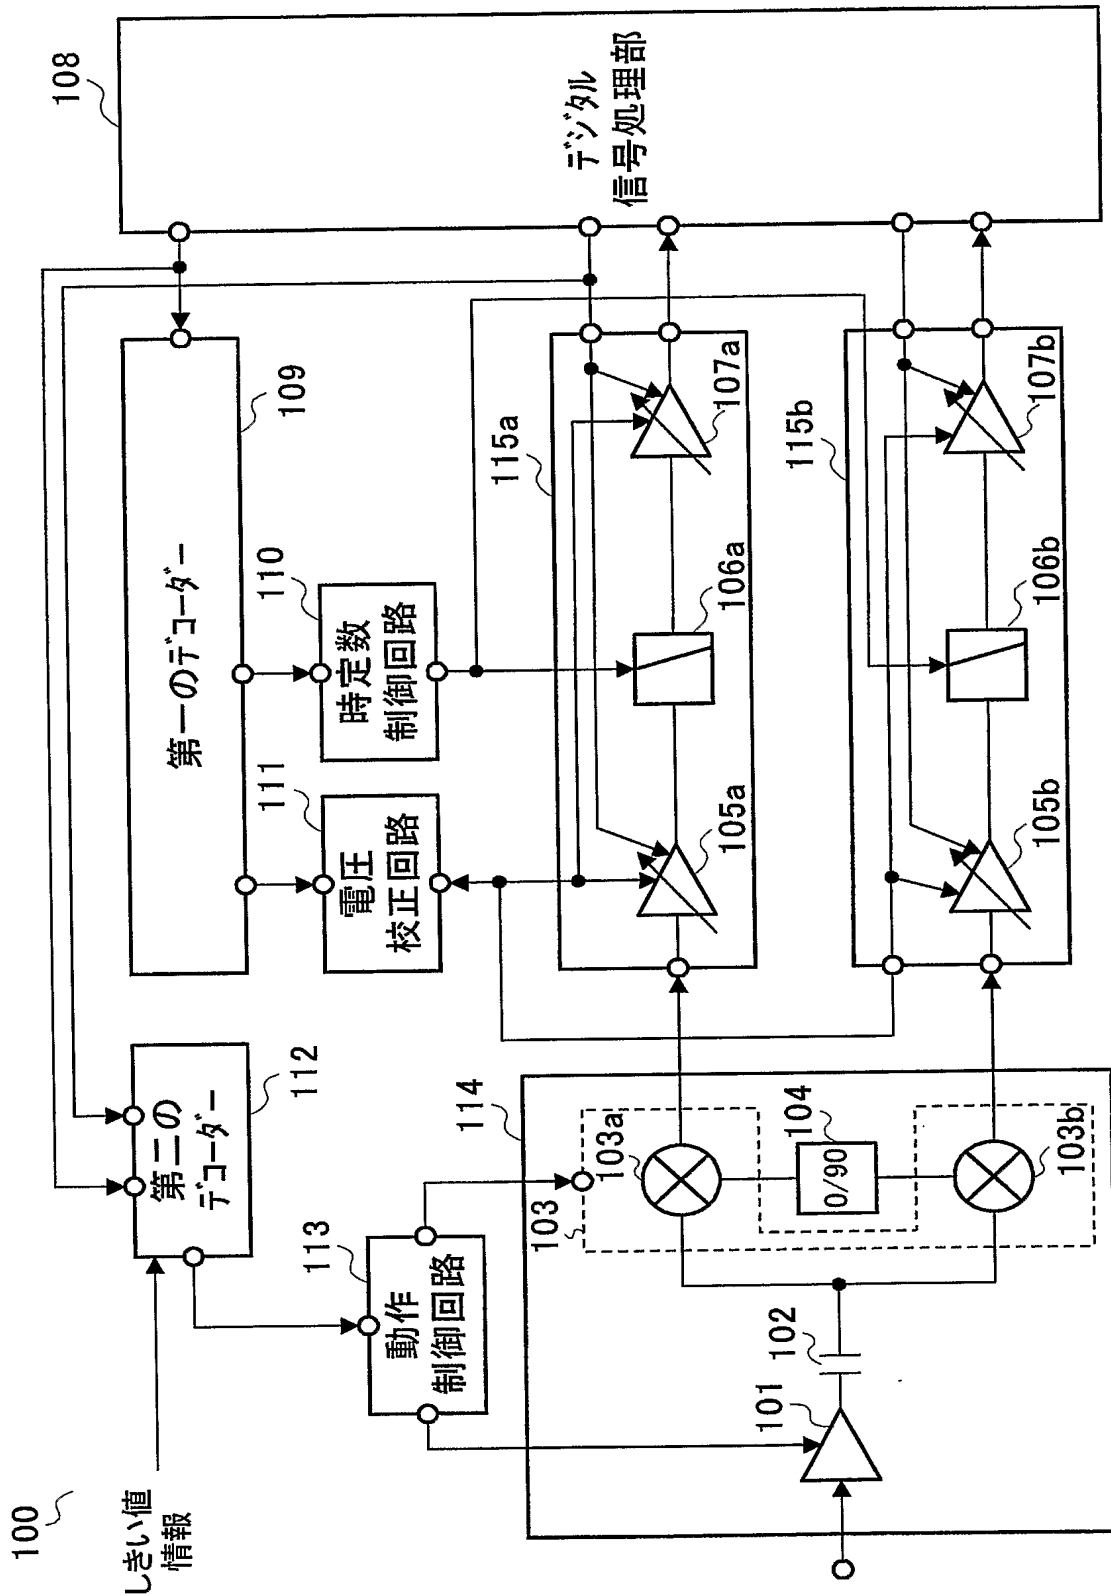 100
しきい値
情報
第二の
デコーダー
112
第一のデコーダー
109
108
デジタル
信号処理部
113
動作
制御回路
111
電圧
校正回路
110
時定数
制御回路
114
103
103a
104
0/90
103b
101
102
115a
105a
106a
107a
115b
105b
106b
107b